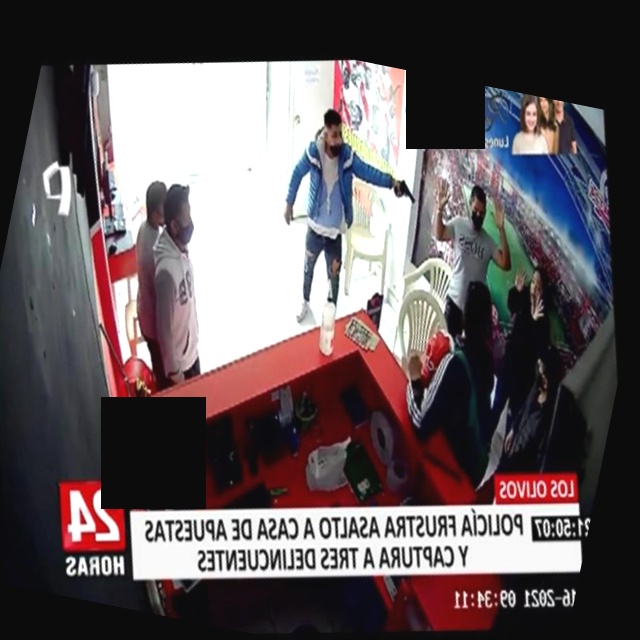 LOS OLIVOS
POLICÍA FRUSTRA ASALTO A CASA DE APUESTAS
Y CAPTURA A TRES DELINCUENTES
24
HORAS
1:50:07
16-2021 09:34:11